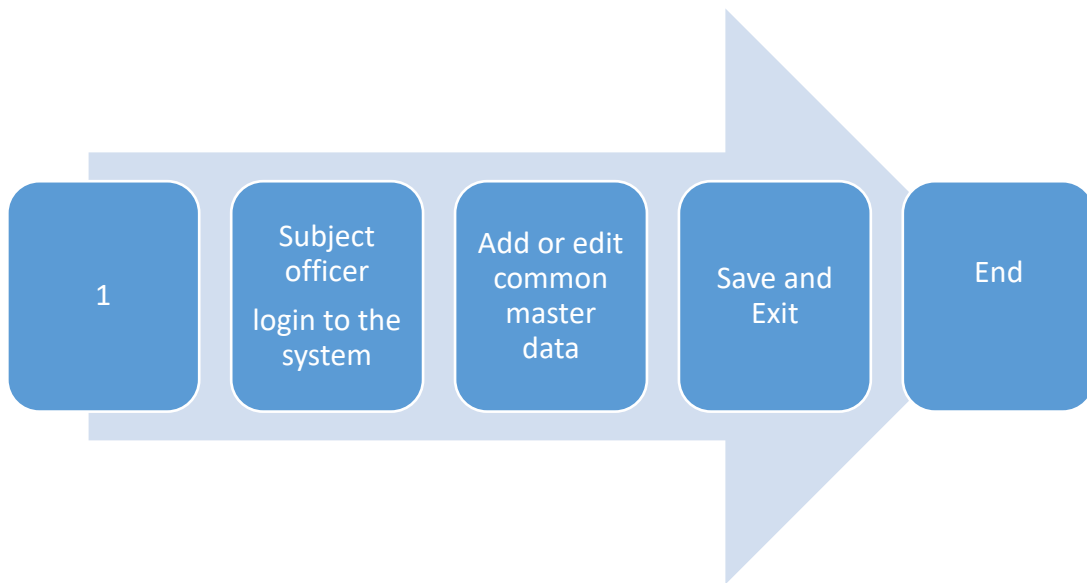 1
Subject
officer
login to the
system
Add or edit
common
master
data
Save and
Exit
End